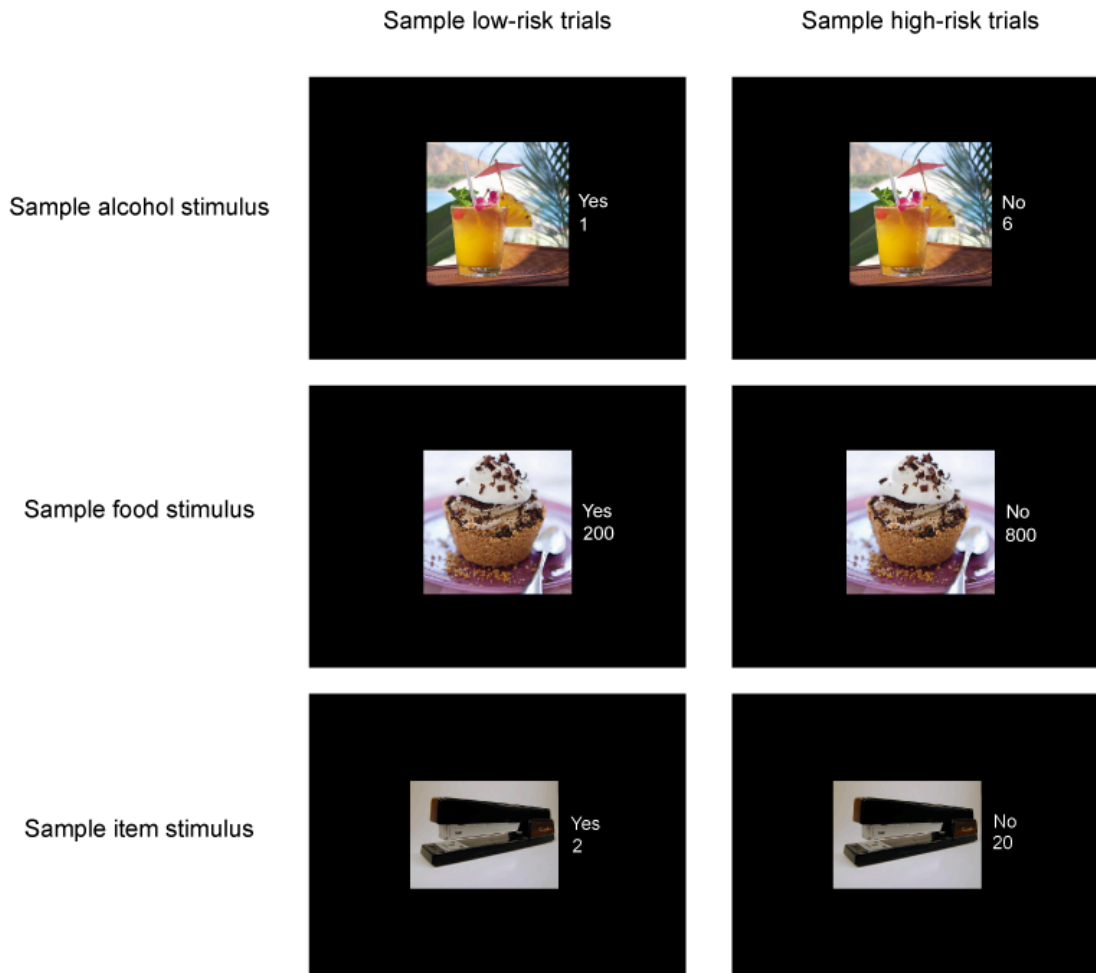 Sample low-risk trials
Sample high-risk trials
Sample alcohol stimulus
Yes
1
No
6
Sample food stimulus
Yes
200
No
800
Sample item stimulus
Yes
2
No
20